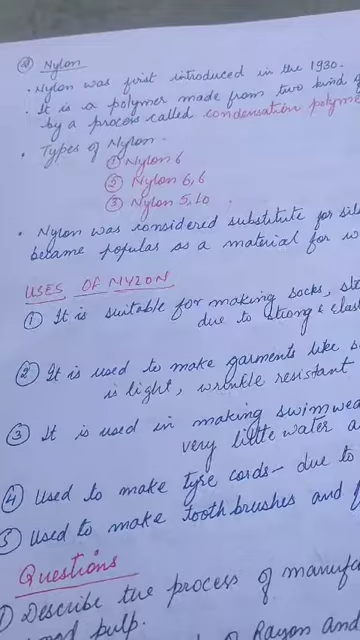 (a) Nylon
• Nylon was first introduced in the 1930.
• It is a polymer made from two kind
by a process called condensation polyme
• Types of Nylon.
① Nylon 6
② Nylon 6,6
③ Nylon 5,10
• Nylon was considered substitute for
became popular as a material for
USES OF NYLON
① It is suitable for making socks,
due to strong &
② It is used to make garments like
is light, wrinkle resistant
③ It is used in making swimwea
very little water
④ Used to make tyre cords - due to
⑤ Used to make toothbrushes and
Questions
① Describe the process of manufa
pulp.
of Rayon and